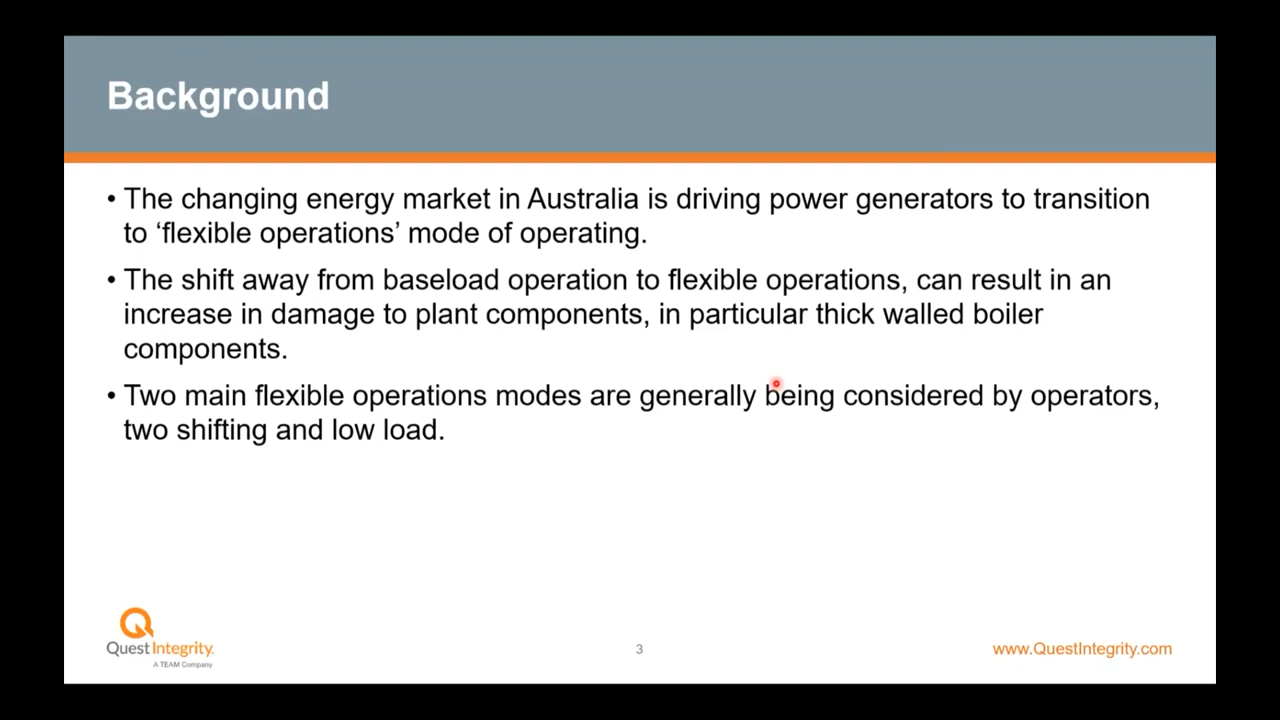 Background
• The changing energy market in Australia is driving power generators to transition
to ‘flexible operations’ mode of operating.
• The shift away from baseload operation to flexible operations, can result in an
increase in damage to plant components, in particular thick walled boiler
components.
• Two main flexible operations modes are generally being considered by operators,
two shifting and low load.
Quest Integrity
A TEAM Company
3
www.QuestIntegrity.com